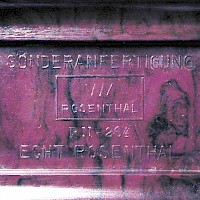 SONDERANFERTIGUNG
///
ROSENTHAL
ECHT ROSENTHAL